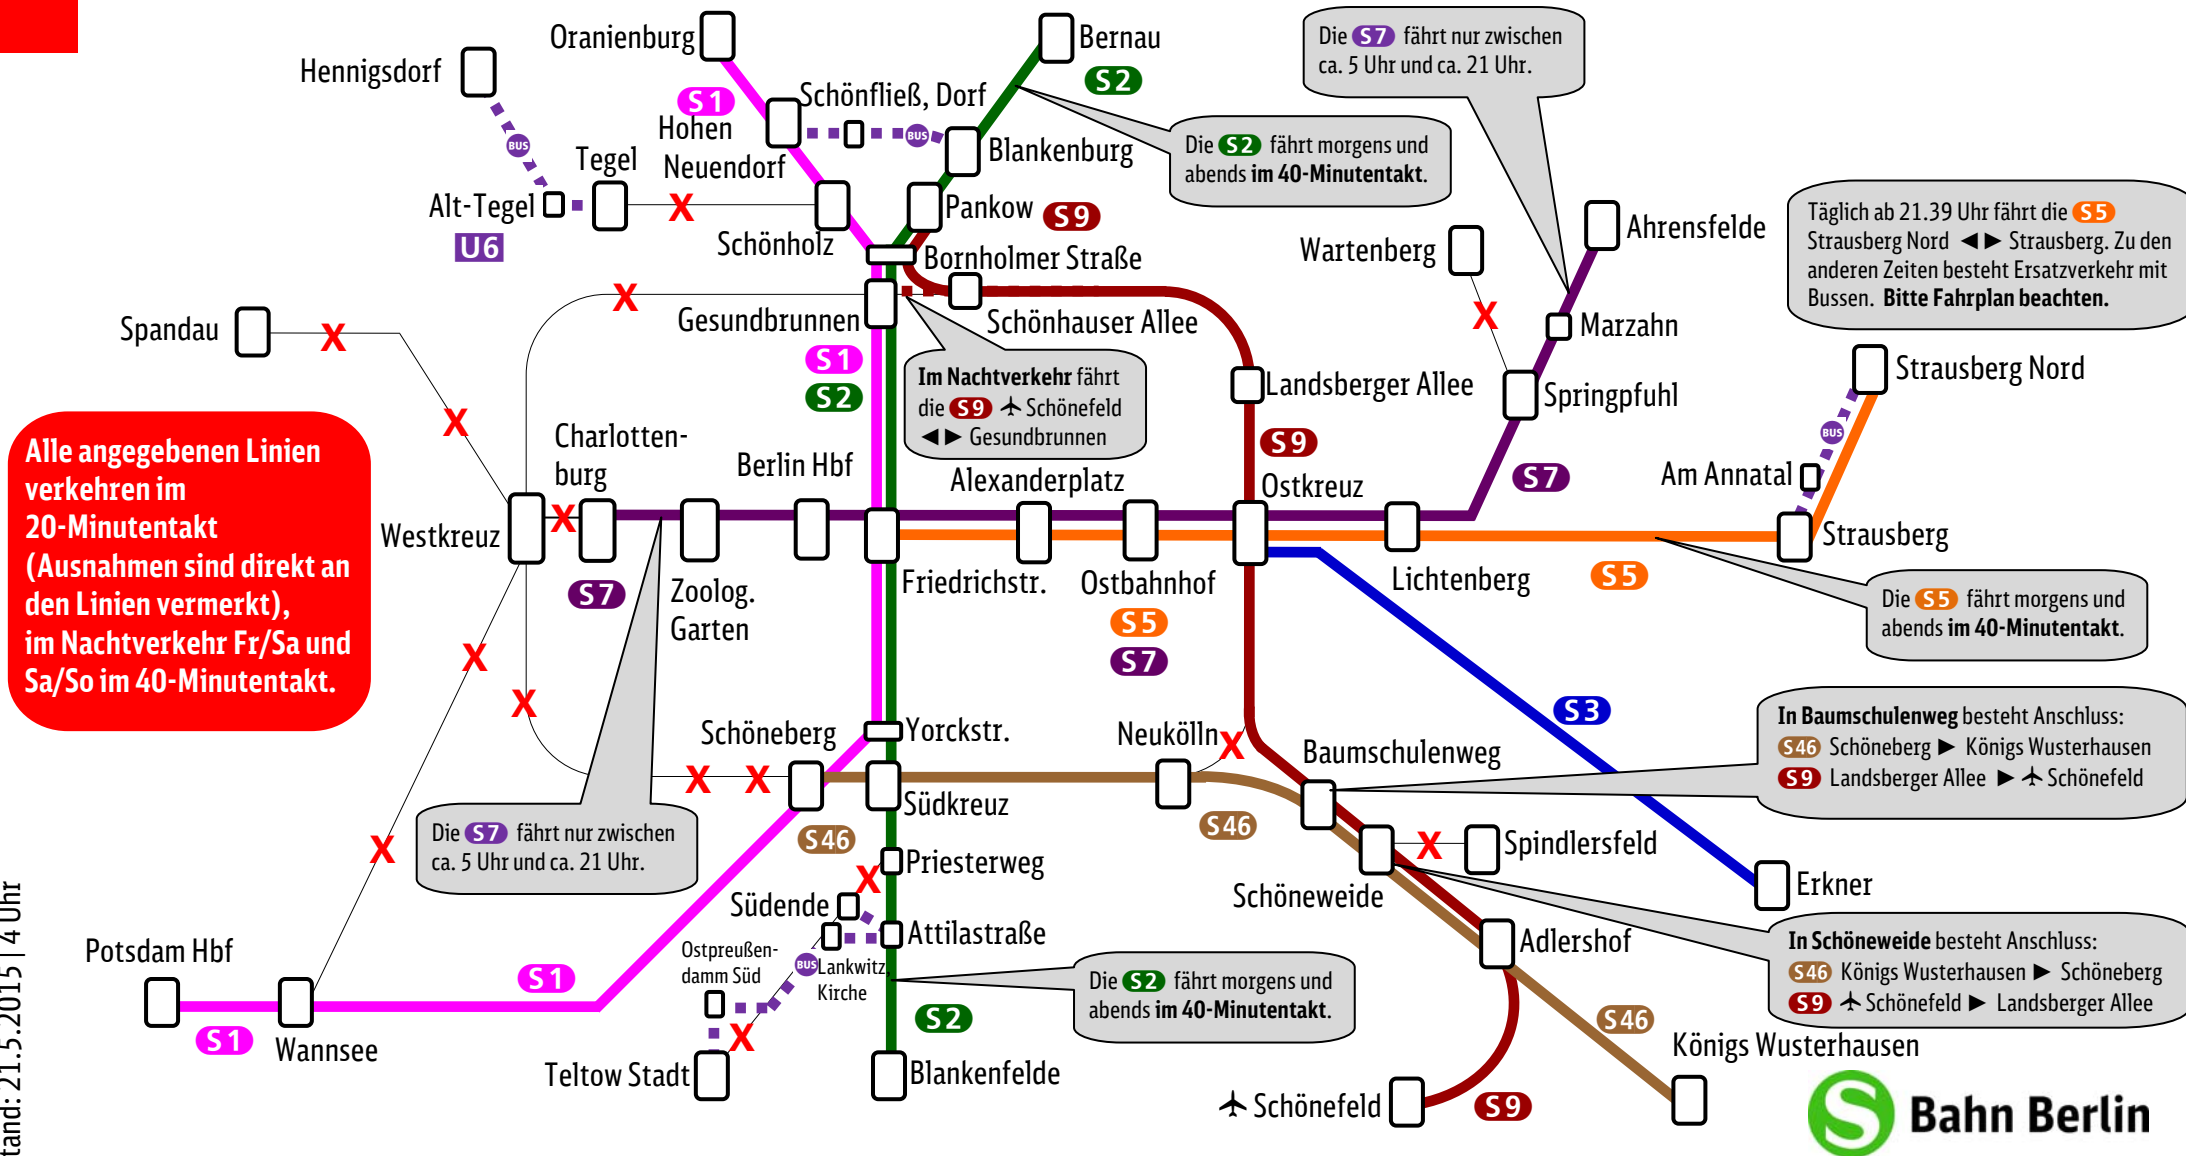 Oranienburg
Bernau
S2
Hennigsdorf
S1
Schönfließ, Dorf
Hohen
Neuendorf
BUS
BUS
Blankenburg
Tegel
Alt-Tegel
U6
Pankow
S9
Schönholz
Bornholmer Straße
Die S7 fährt nur zwischen
ca. 5 Uhr und ca. 21 Uhr.
Die S2 fährt morgens und
abends im 40-Minutentakt.
Täglich ab 21.39 Uhr fährt die S5
Strausberg Nord ◄► Strausberg. Zu den
anderen Zeiten besteht Ersatzverkehr mit
Bussen. Bitte Fahrplan beachten.
Wartenberg
Ahrensfelde
X
X
X
X
Spandau
Gesundbrunnen
Schönhauser Allee
Marzahn
S1
S2
Im Nachtverkehr fährt
die S9 ✈ Schönefeld
◄► Gesundbrunnen
Landsberger Allee
Springpfuhl
Strausberg Nord
BUS
Am Annatal
Strausberg
S9
S7
Alle angegebenen Linien
verkehren im
20-Minutentakt
(Ausnahmen sind direkt an
den Linien vermerkt),
im Nachtverkehr Fr/Sa und
Sa/So im 40-Minutentakt.
X
Charlotten-
burg
Berlin Hbf
Alexanderplatz
Ostkreuz
Westkreuz
X
S7
Zoolog.
Garten
Friedrichstr.
Ostbahnhof
S5
S7
Lichtenberg
S5
Die S5 fährt morgens und
abends im 40-Minutentakt.
X
X
S3
Schöneberg
Yorckstr.
Neukölln
X
Baumschulenweg
In Baumschulenweg besteht Anschluss:
S46 Schöneberg ► Königs Wusterhausen
S9 Landsberger Allee ► ✈ Schönefeld
X
X
Südkreuz
S46
S46
Die S7 fährt nur zwischen
ca. 5 Uhr und ca. 21 Uhr.
X
Priesterweg
X
Schöneweide
X
Spindlersfeld
Erkner
Südende
Attilastraße
Ostpreußen-
damm Süd
BUS
Lankwitz,
Kirche
Adlershof
In Schöneweide besteht Anschluss:
S46 Königs Wusterhausen ► Schöneberg
S9 ✈ Schönefeld ► Landsberger Allee
Potsdam Hbf
S1
S1
Wannsee
Die S2 fährt morgens und
abends im 40-Minutentakt.
X
S2
S46
Königs Wusterhausen
Teltow Stadt
Blankenfelde
✈ Schönefeld
S9
S Bahn Berlin
tand: 21.5.2015 | 4 Uhr